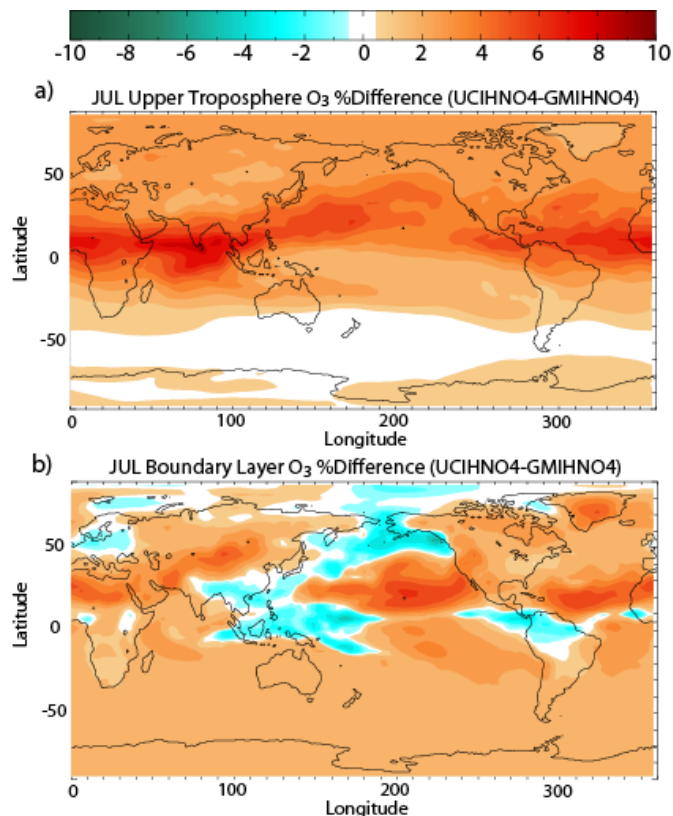 -10 -8 -6 -4 -2 0 2 4 6 8 10
a)
JUL Upper Troposphere O₃ %Difference (UCIHNO4-GMIHNO4)
Latitude
50
0
-50
0 100 200 300
Longitude
b)
JUL Boundary Layer O₃ %Difference (UCIHNO4-GMIHNO4)
Latitude
50
0
-50
0 100 200 300
Longitude